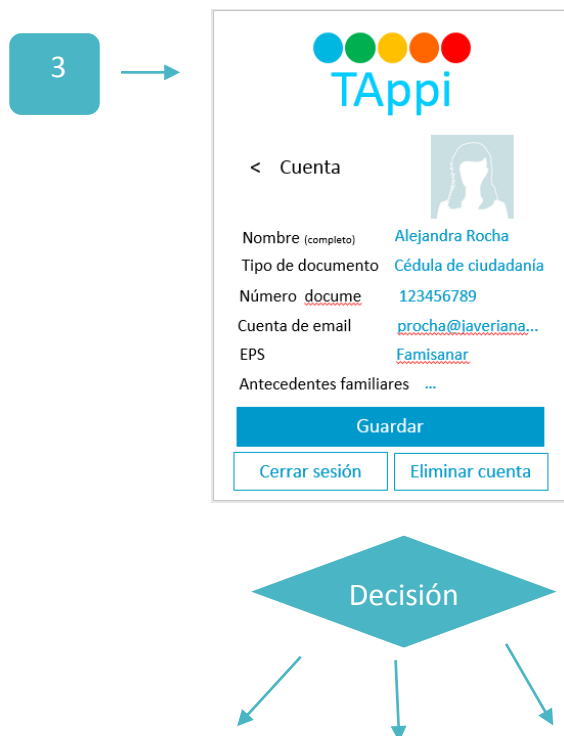 3
TAppi
< Cuenta
Nombre (completo) Alejandra Rocha
Tipo de documento Cédula de ciudadanía
Número docume 123456789
Cuenta de email procha@javeriana...
EPS Famisanar
Antecedentes familiares ...
Guardar
Cerrar sesión Eliminar cuenta
Decisión